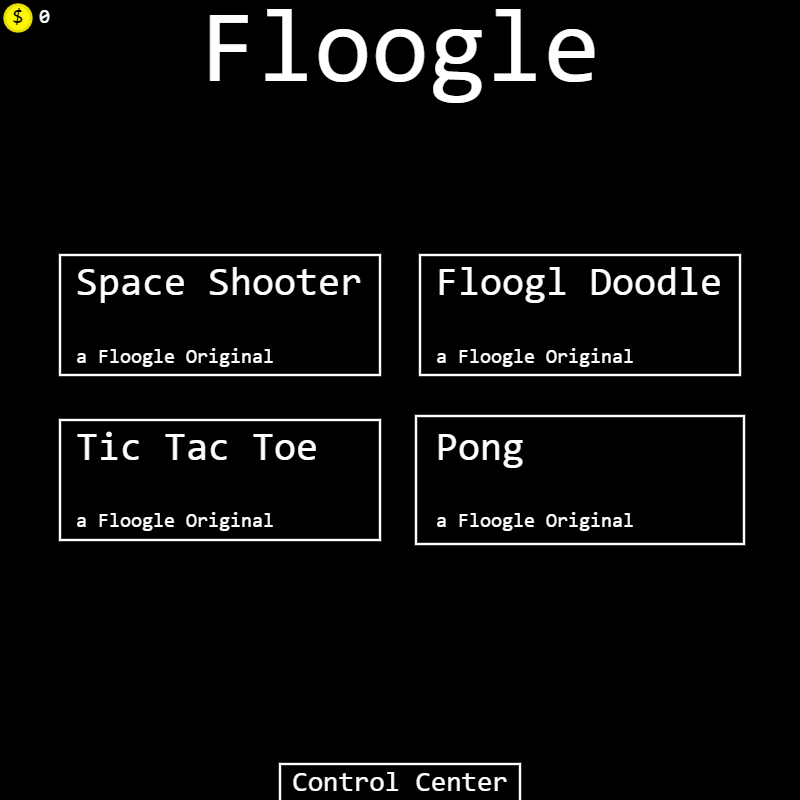 $ 0
Floogle
Space Shooter
a Floogle Original
Floogl Doodle
a Floogle Original
Tic Tac Toe
a Floogle Original
Pong
a Floogle Original
Control Center